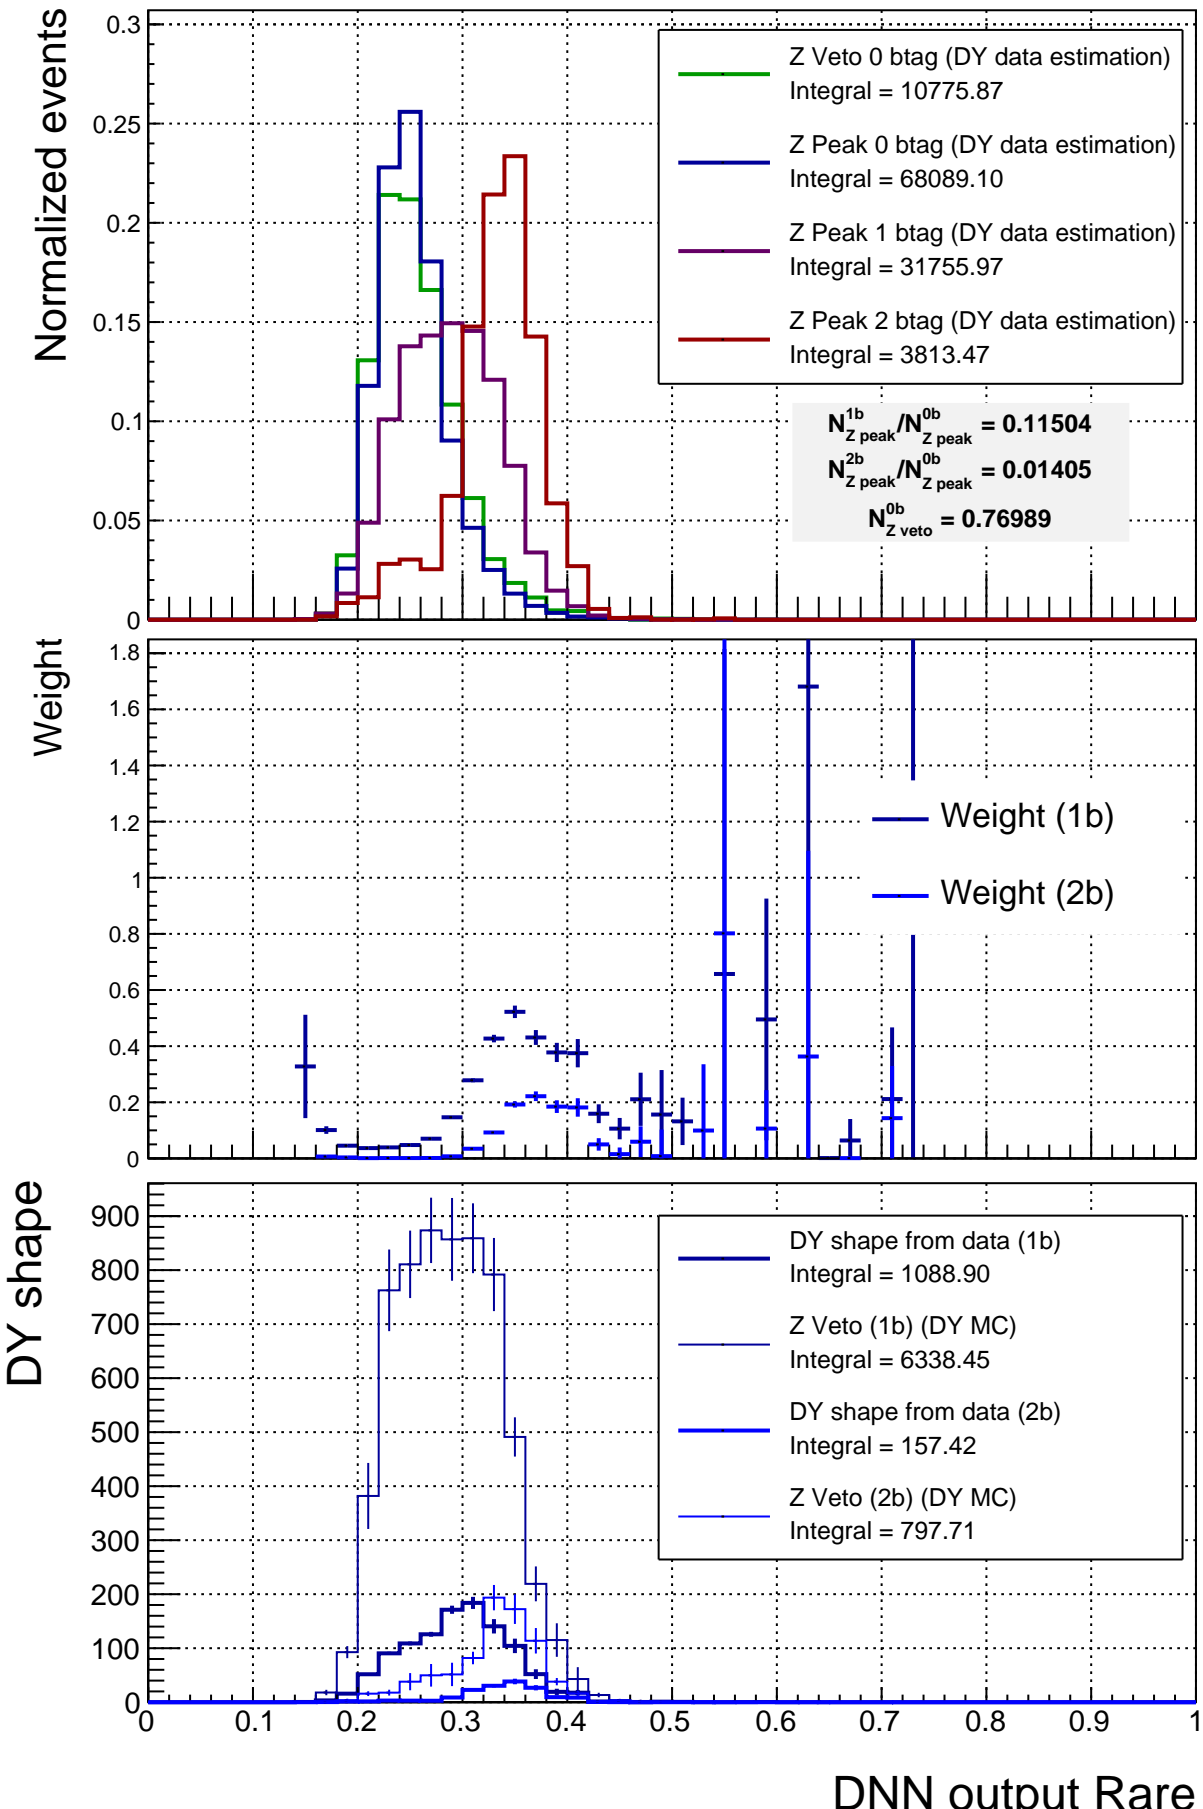 Normalized events
0.3
0.25
0.2
0.15
0.1
0.05
0
Z Veto 0 btag (DY data estimation)
Integral = 10775.87
Z Peak 0 btag (DY data estimation)
Integral = 68089.10
Z Peak 1 btag (DY data estimation)
Integral = 31755.97
Z Peak 2 btag (DY data estimation)
Integral = 3813.47
N^{1b}_{Z peak}/N^{0b}_{Z peak} = 0.11504
N^{2b}_{Z peak}/N^{0b}_{Z peak} = 0.01405
N^{0b}_{Z veto} = 0.76989
Weight
1.8
1.6
1.4
1.2
1
0.8
0.6
0.4
0.2
0
Weight (1b)
Weight (2b)
DY shape
900
800
700
600
500
400
300
200
100
0
DY shape from data (1b)
Integral = 1088.90
Z Veto (1b) (DY MC)
Integral = 6338.45
DY shape from data (2b)
Integral = 157.42
Z Veto (2b) (DY MC)
Integral = 797.71
0 0.1 0.2 0.3 0.4 0.5 0.6 0.7 0.8 0.9 1
DNN output Rare